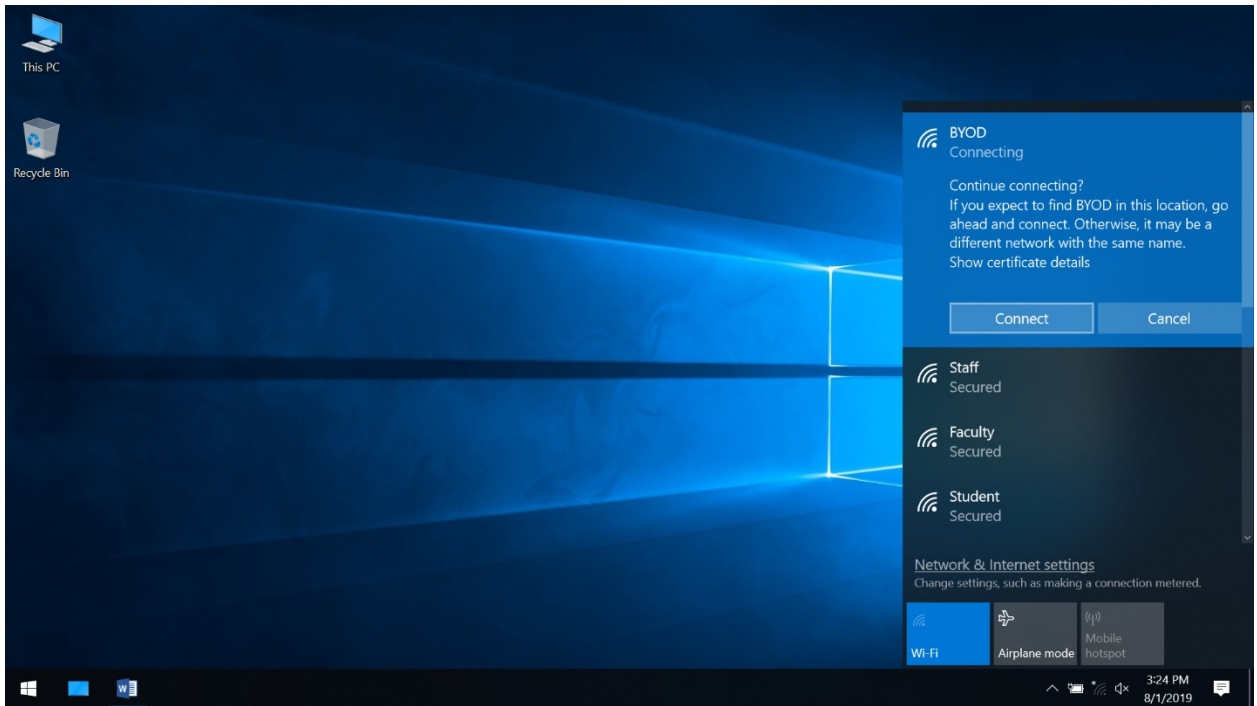 This PC
Recycle Bin
BYOD
Connecting
Continue connecting?
If you expect to find BYOD in this location, go
ahead and connect. Otherwise, it may be a
different network with the same name.
Show certificate details
Connect Cancel
Staff
Secured
Faculty
Secured
Student
Secured
Network & Internet settings
Change settings, such as making a connection metered.
Wi-Fi
Airplane mode
Mobile
hotspot
W
3:24 PM
8/1/2019